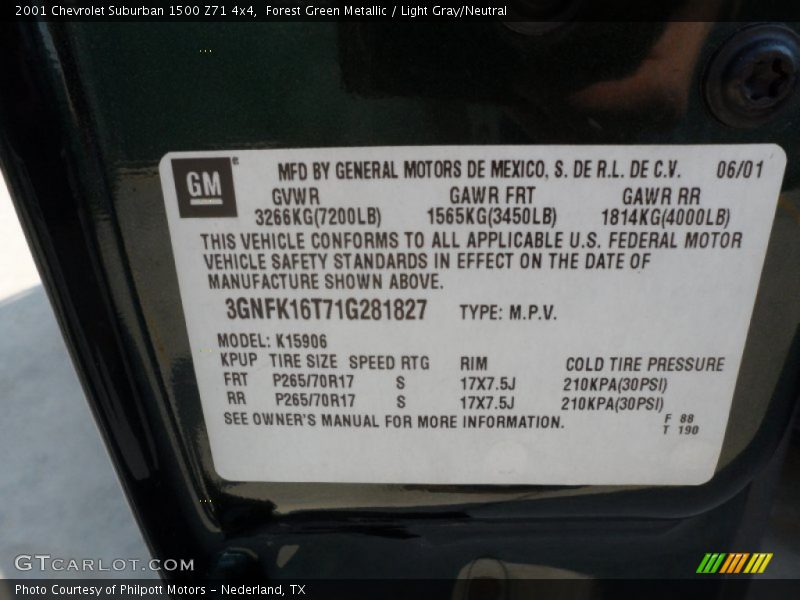 2001 Chevrolet Suburban 1500 Z71 4x4,  Forest Green Metallic / Light Gray/Neutral
GM
MFD BY GENERAL MOTORS DE MEXICO, S. DE R.L. DE C.V. 06/01
GVWR GAWR FRT GAWR RR
3266KG(7200LB) 1565KG(3450LB) 1814KG(4000LB)
THIS VEHICLE CONFORMS TO ALL APPLICABLE U.S. FEDERAL MOTOR
VEHICLE SAFETY STANDARDS IN EFFECT ON THE DATE OF
MANUFACTURE SHOWN ABOVE.
3GNFK16T71G281827 TYPE: M.P.V.
MODEL: K15906
KPUP TIRE SIZE SPEED RTG RIM COLD TIRE PRESSURE
FRT P265/70R17 S 17X7.5J 210KPA(30PSI)
RR P265/70R17 S 17X7.5J 210KPA(30PSI)
SEE OWNER'S MANUAL FOR MORE INFORMATION.
F 88
T 190
GTCARLOT.COM
Photo Courtesy of Philpott Motors - Nederland, TX